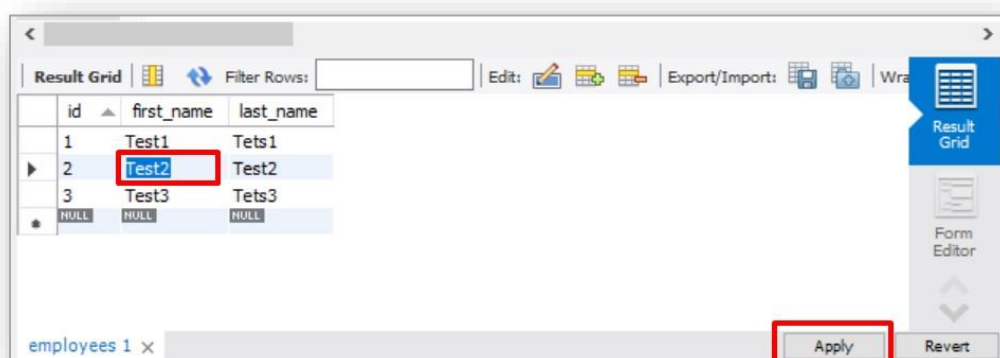 Result Grid Filter Rows: Edit: Export/Import: Wra
id first_name last_name
1 Test1 Tets1
2 Test2 Test2
3 Test3 Tets3
NULL NULL NULL
Result
Grid
Form
Editor
employees 1 Apply Revert